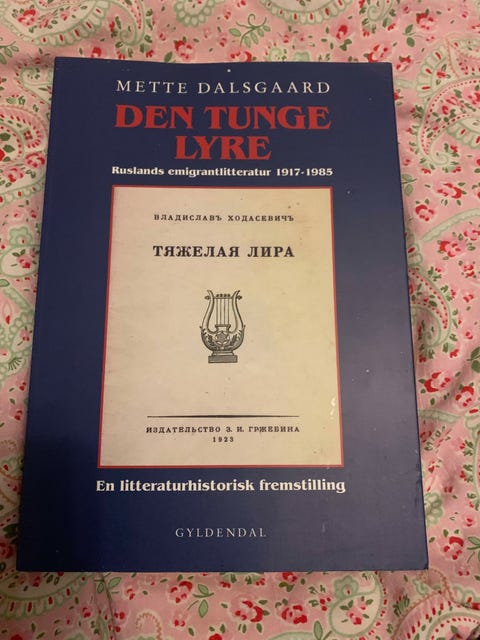 METTE DALSGAARD
DEN TUNGE
LYRE
Ruslands emigrantlitteratur 1917-1985
ВЛАДИСЛАВЪ ХОДАСЕВИЧЪ
ТЯЖЕЛАЯ ЛИРА
ИЗДАТЕЛЬСТВО З. И. ГРЖЕБИНА
1923
En litteraturhistorisk fremstilling
GYLDENDAL